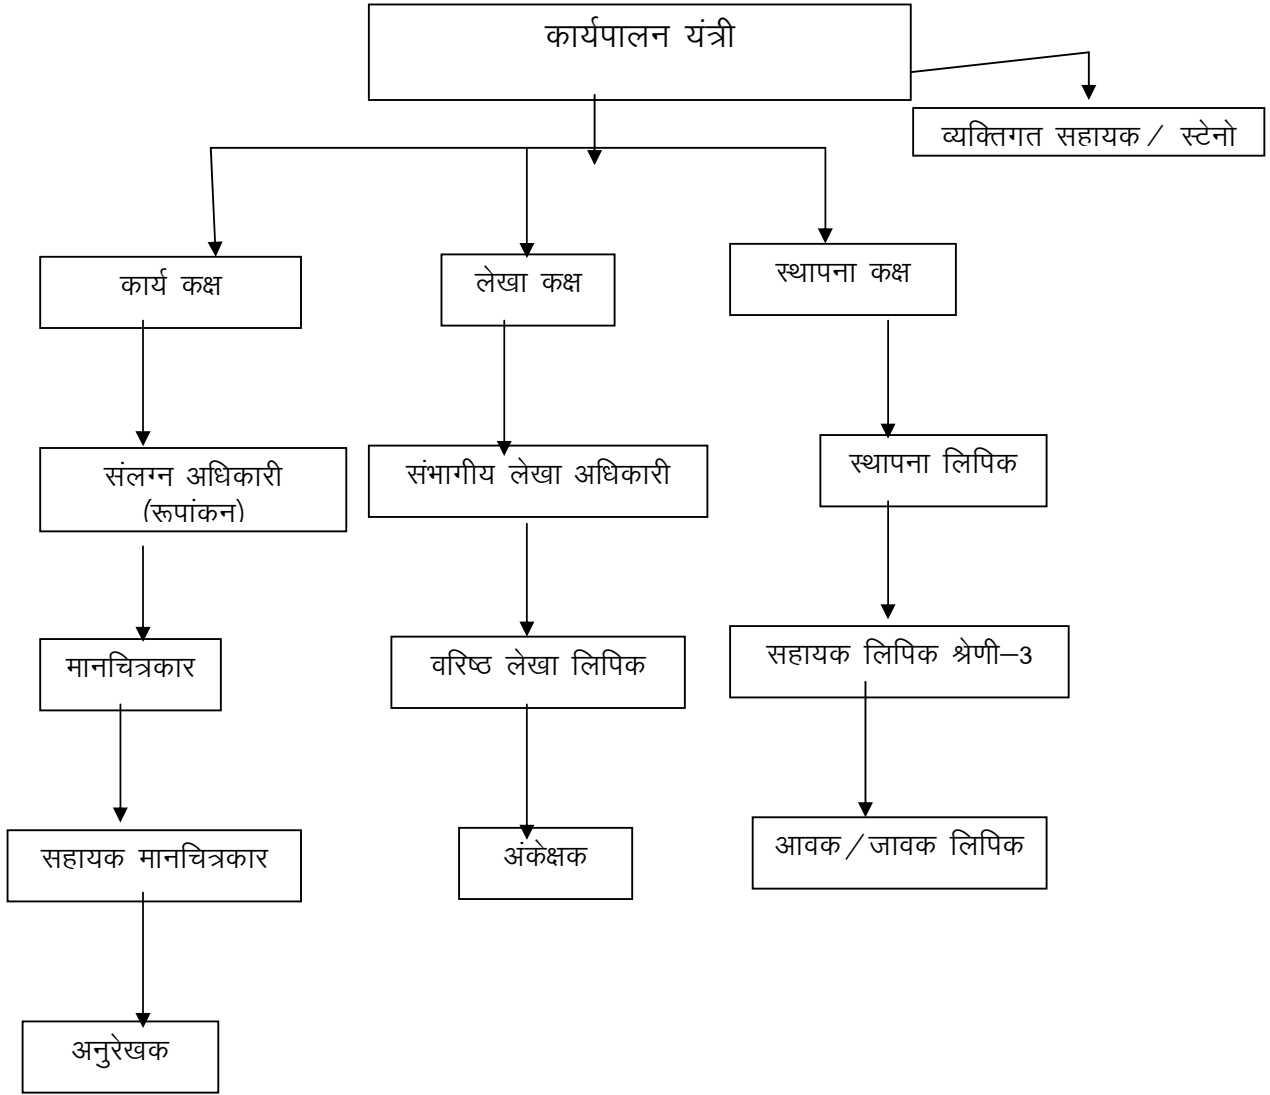 कार्यपालन यंत्री
व्यक्तिगत सहायक / स्टेनो
कार्य कक्ष
लेखा कक्ष
स्थापना कक्ष
संलग्न अधिकारी
(रूपांकन)
संभागीय लेखा अधिकारी
स्थापना लिपिक
मानचित्रकार
वरिष्ठ लेखा लिपिक
सहायक लिपिक श्रेणी–3
सहायक मानचित्रकार
अंकेक्षक
आवक/जावक लिपिक
अनुरेखक